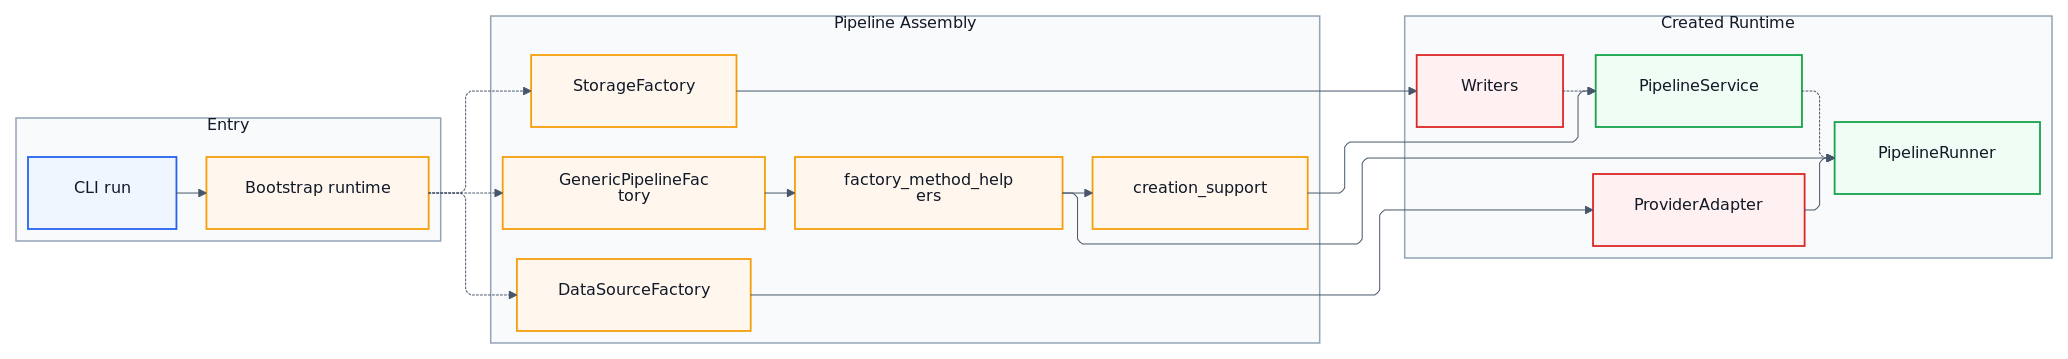 Entry
CLI run
Bootstrap runtime
Pipeline Assembly
StorageFactory
GenericPipelineFac
tory
factory_method_help
ers
creation_support
DataSourceFactory
Created Runtime
Writers
PipelineService
PipelineRunner
ProviderAdapter